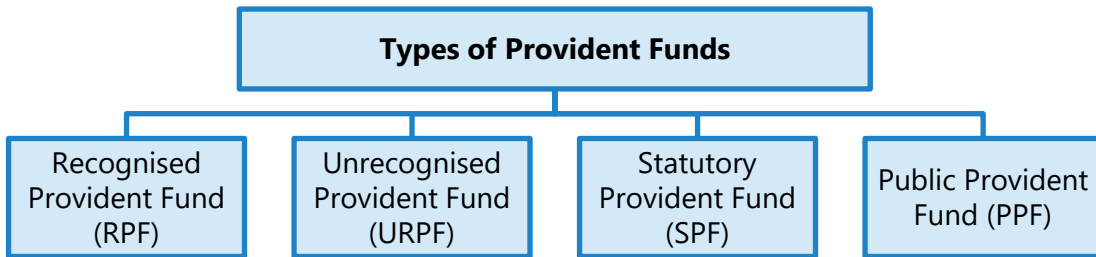 Types of Provident Funds
Recognised
Provident Fund
(RPF)
Unrecognised
Provident Fund
(URPF)
Statutory
Provident Fund
(SPF)
Public Provident
Fund (PPF)